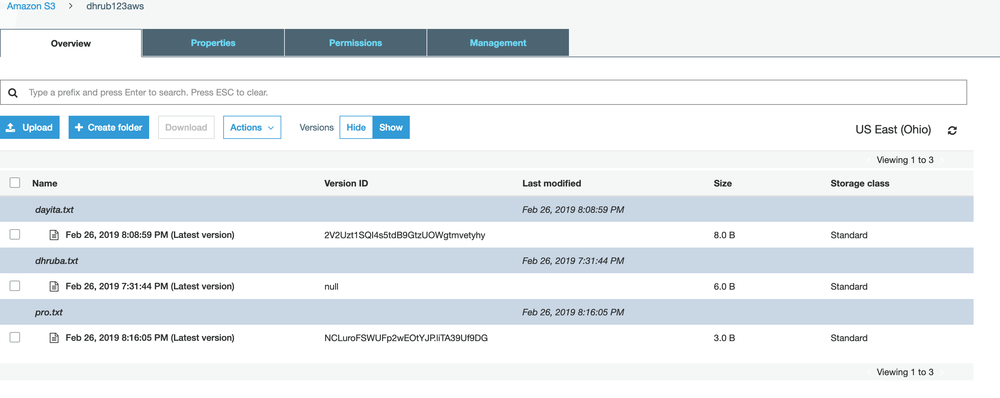 Amazon S3 > dhrub123aws
Overview Properties Permissions Management
Type a prefix and press Enter to search. Press ESC to clear.
Upload + Create folder Download Actions Versions Hide Show US East (Ohio)
Viewing 1 to 3
Name Version ID Last modified Size Storage class
dayita.txt Feb 26, 2019 8:08:59 PM
Feb 26, 2019 8:08:59 PM (Latest version) 2V2Uzt1SQI4s5tdB9GtzUOWgtmvetyhy 8.0 B Standard
dhruba.txt Feb 26, 2019 7:31:44 PM
Feb 26, 2019 7:31:44 PM (Latest version) null 6.0 B Standard
pro.txt Feb 26, 2019 8:16:05 PM
Feb 26, 2019 8:16:05 PM (Latest version) NCLuroFSWUFp2wEOtYJP.liTA39Uf9DG 3.0 B Standard
Viewing 1 to 3